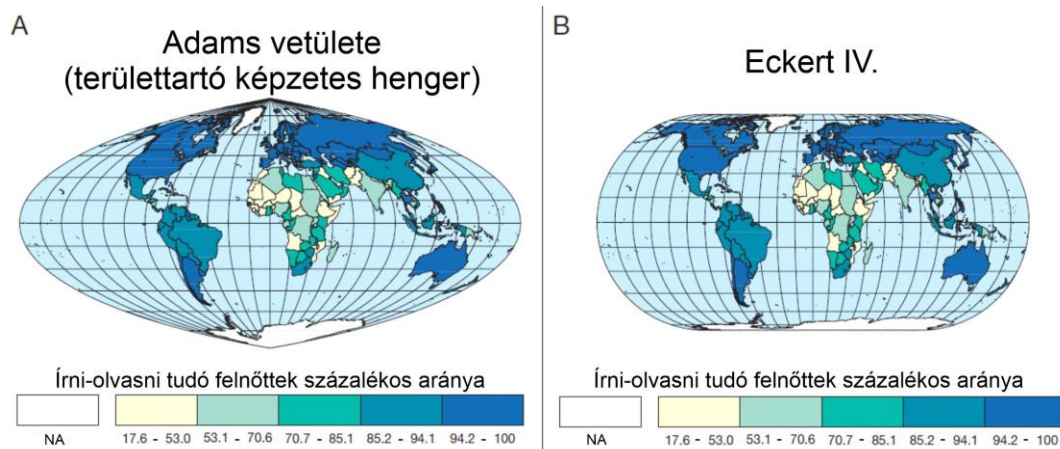 A
Adams vetülete
(területtartó képzetes henger)
Írni-olvasni tudó felnőttek százalékos aránya
NA
17.6 - 53.0
53.1 - 70.6
70.7 - 85.1
85.2 - 94.1
94.2 - 100
B
Eckert IV.
Írni-olvasni tudó felnőttek százalékos aránya
NA
17.6 - 53.0
53.1 - 70.6
70.7 - 85.1
85.2 - 94.1
94.2 - 100